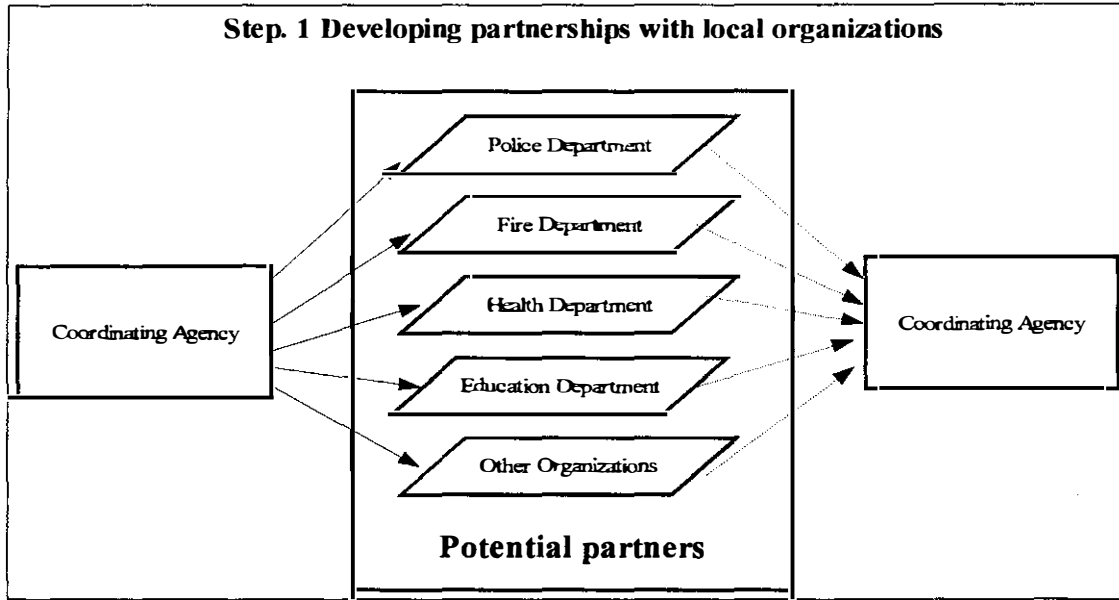 Step. 1 Developing partnerships with local organizations
Police Department
Fire Department
Health Department
Education Department
Other Organizations
Coordinating Agency
Coordinating Agency
Potential partners